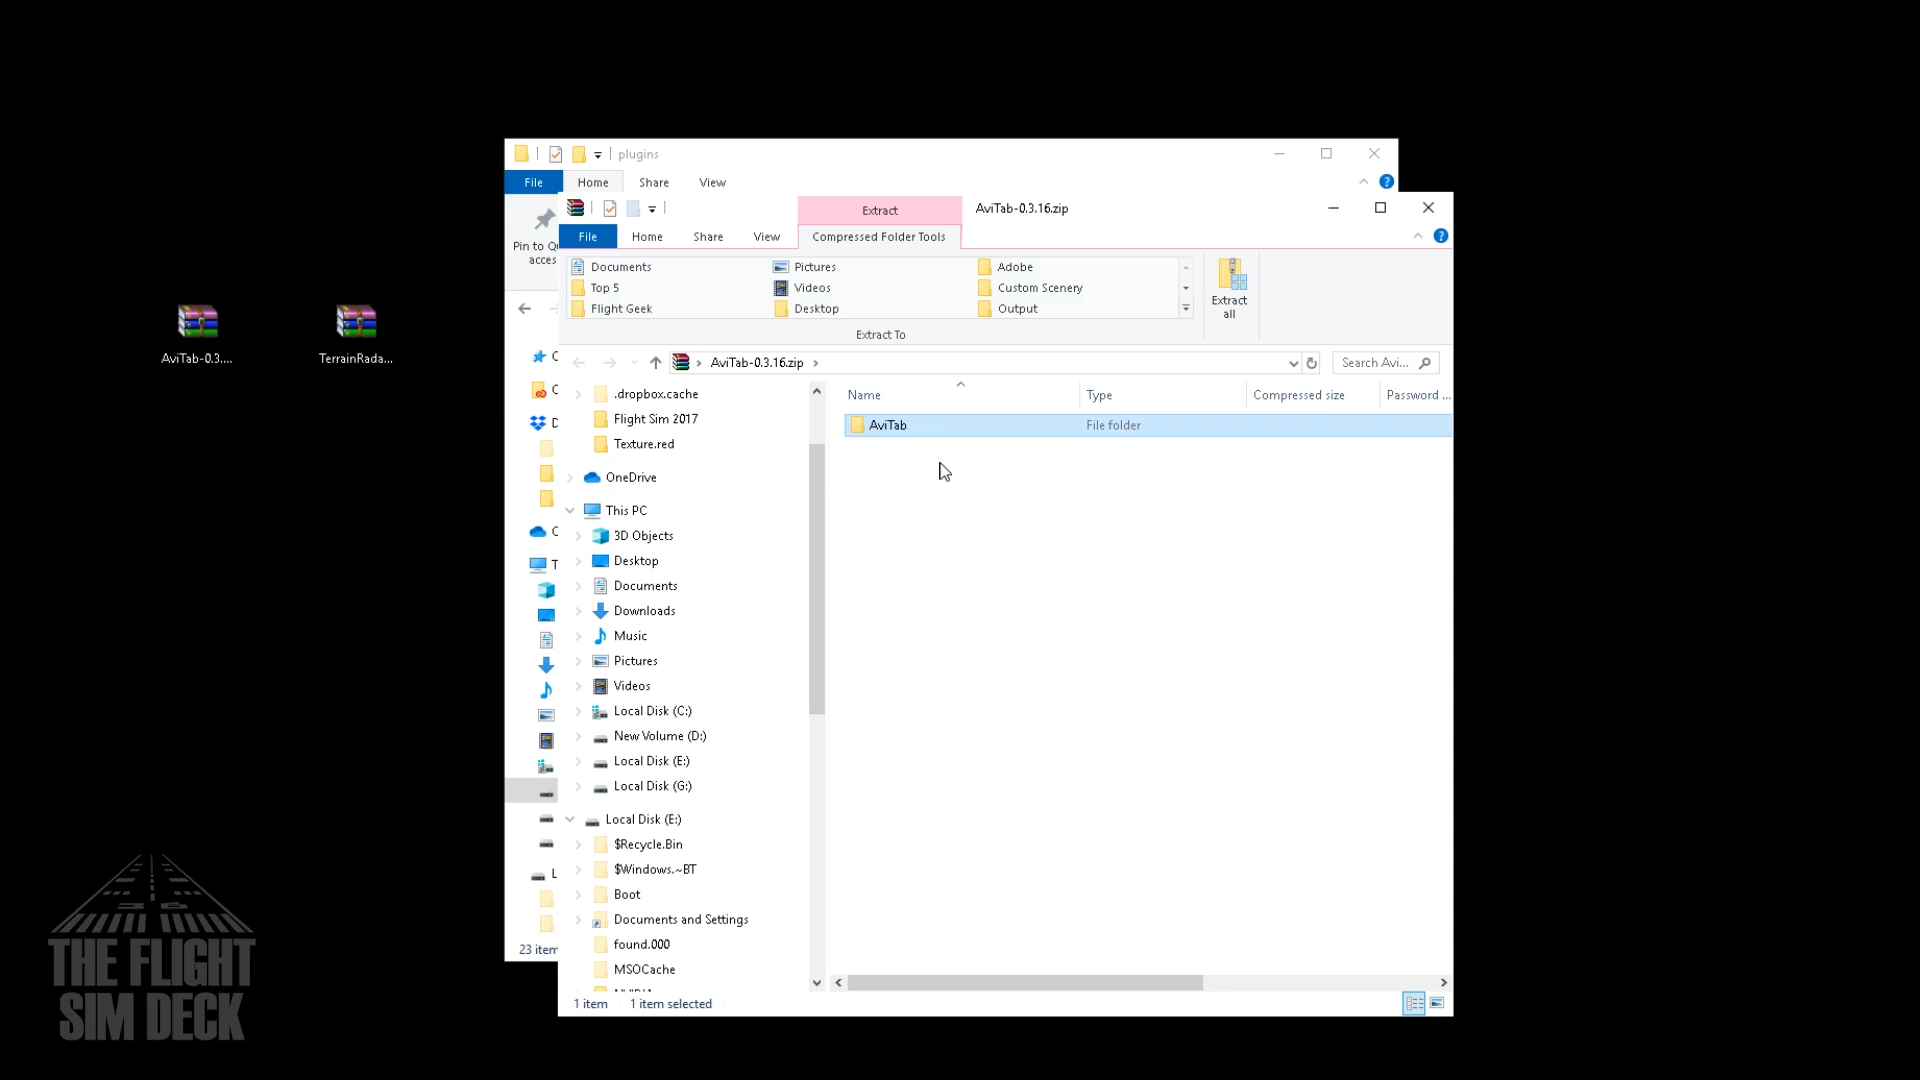 plugins
File Home Share View
Pin to Qu
acces
Extract AviTab-0.3.16.zip
File Home Share View Compressed Folder Tools
Documents Pictures Adobe
Top 5 Videos Custom Scenery
Flight Geek Desktop Output
Extract
all
Extract To
AviTab-0.3.16.zip Search Avi...
AviTab-0.3....
TerrainRada...
Name Type Compressed size Password ...
AviTab File folder
.dropbox.cache
Flight Sim 2017
Texture.red
OneDrive
This PC
3D Objects
Desktop
Documents
Downloads
Music
Pictures
Videos
Local Disk (C:)
New Volume (D:)
Local Disk (E:)
Local Disk (G:)
Local Disk (E:)
$Recycle.Bin
$Windows.~BT
Boot
Documents and Settings
found.000
MSOCache
23 item
1 item 1 item selected
36
THE FLIGHT
SIM DECK